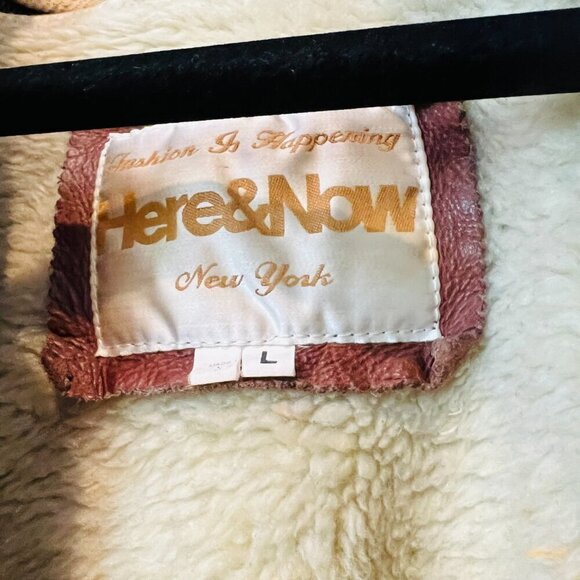 Fashion Is Happening
Here&Now
New York
L